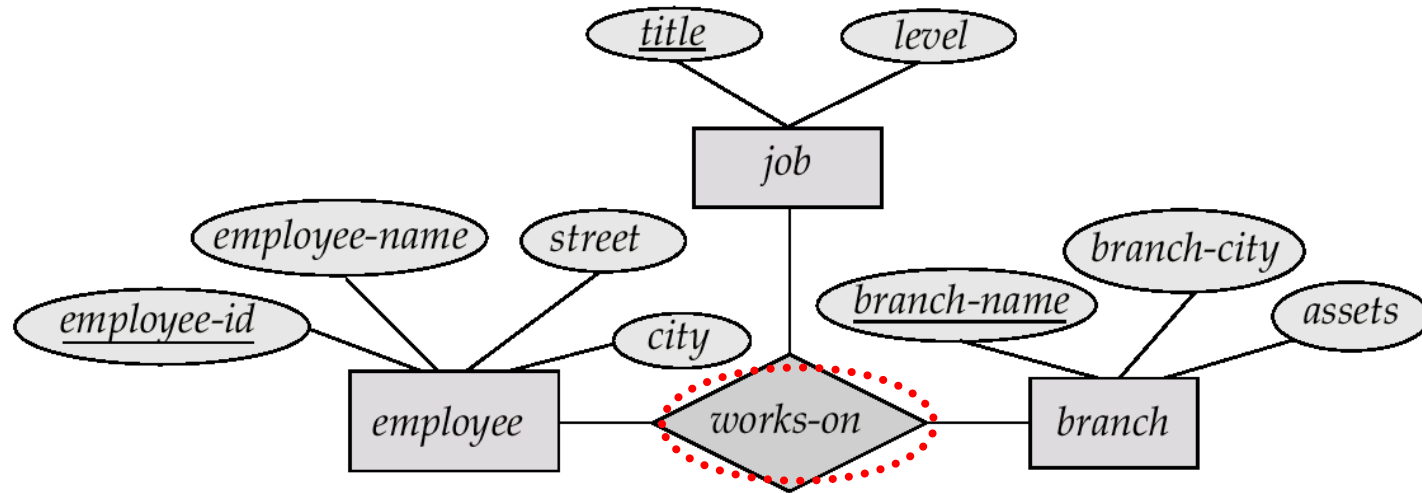 title
level
job
employee-name
street
branch-city
employee-id
branch-name
assets
city
employee
works-on
branch